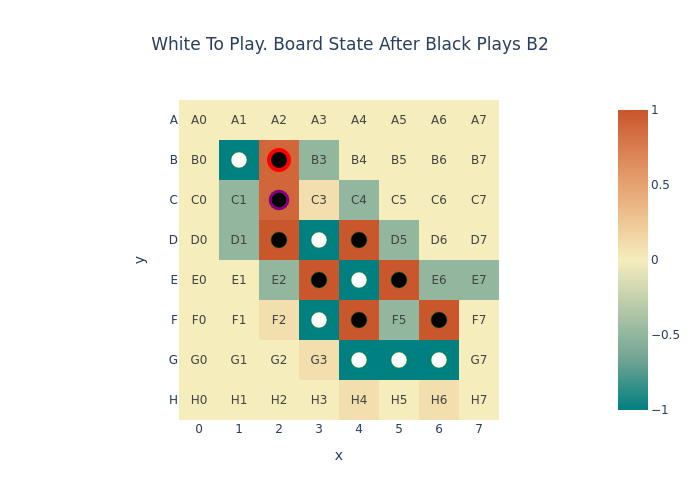 White To Play. Board State After Black Plays B2
A A0 A1 A2 A3 A4 A5 A6 A7
B B0 B3 B4 B5 B6 B7
C C0 C1 C3 C4 C5 C6 C7
D D0 D1 D5 D6 D7
E E0 E1 E2 E6 E7
F F0 F1 F2 F5 F7
G G0 G1 G2 G3 G7
H H0 H1 H2 H3 H4 H5 H6 H7
0 1 2 3 4 5 6 7
x
y
1
0.5
0
−0.5
−1